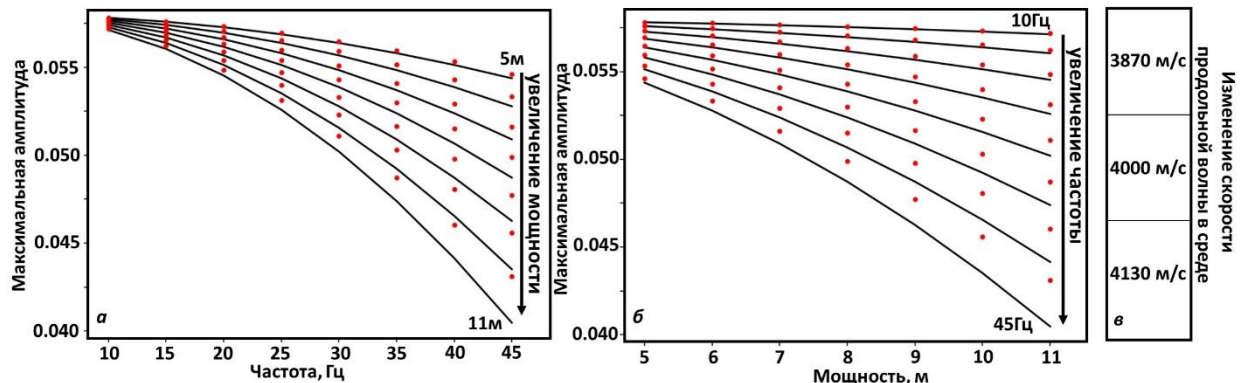 Максимальная амплитуда
0.055
0.050
0.045
0.040
5м
11м
увеличение мощности
а
10 15 20 25 30 35 40 45
Частота, Гц
Максимальная амплитуда
0.055
0.050
0.045
0.040
10Гц
45Гц
увеличение частоты
б
5 6 7 8 9 10 11
Мощность, м
3870 м/с
4000 м/с
4130 м/с
в
Изменение скорости
продольной волны в среде